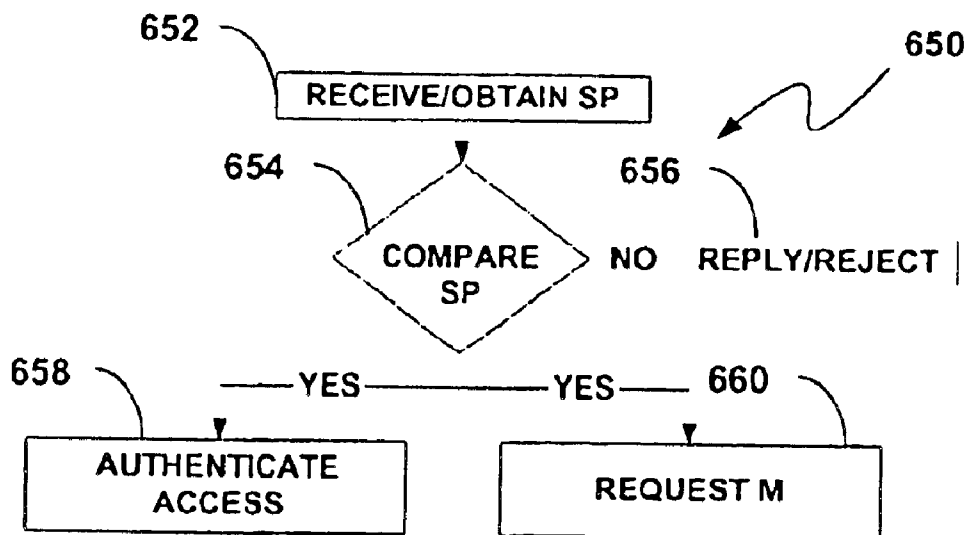 652
650
RECEIVE/OBTAIN SP
654
656
COMPARE
SP
NO
REPLY/REJECT
658
YES
YES
660
AUTHENTICATE
ACCESS
REQUEST M